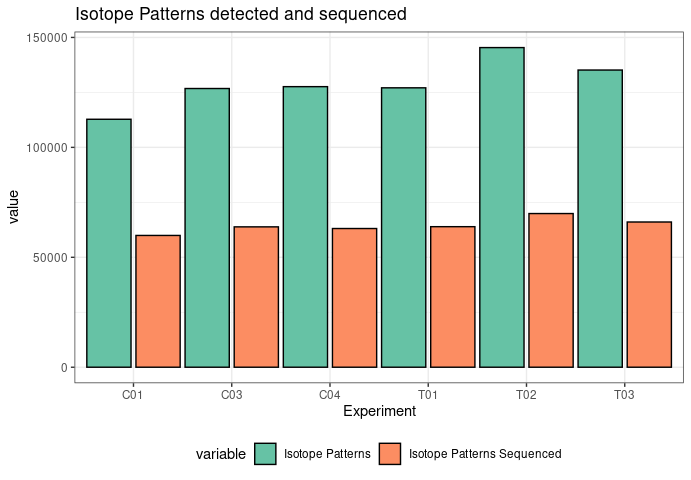 Isotope Patterns detected and sequenced
150000
100000
50000
0
value
C01 C03 C04 T01 T02 T03
Experiment
variable Isotope Patterns Isotope Patterns Sequenced